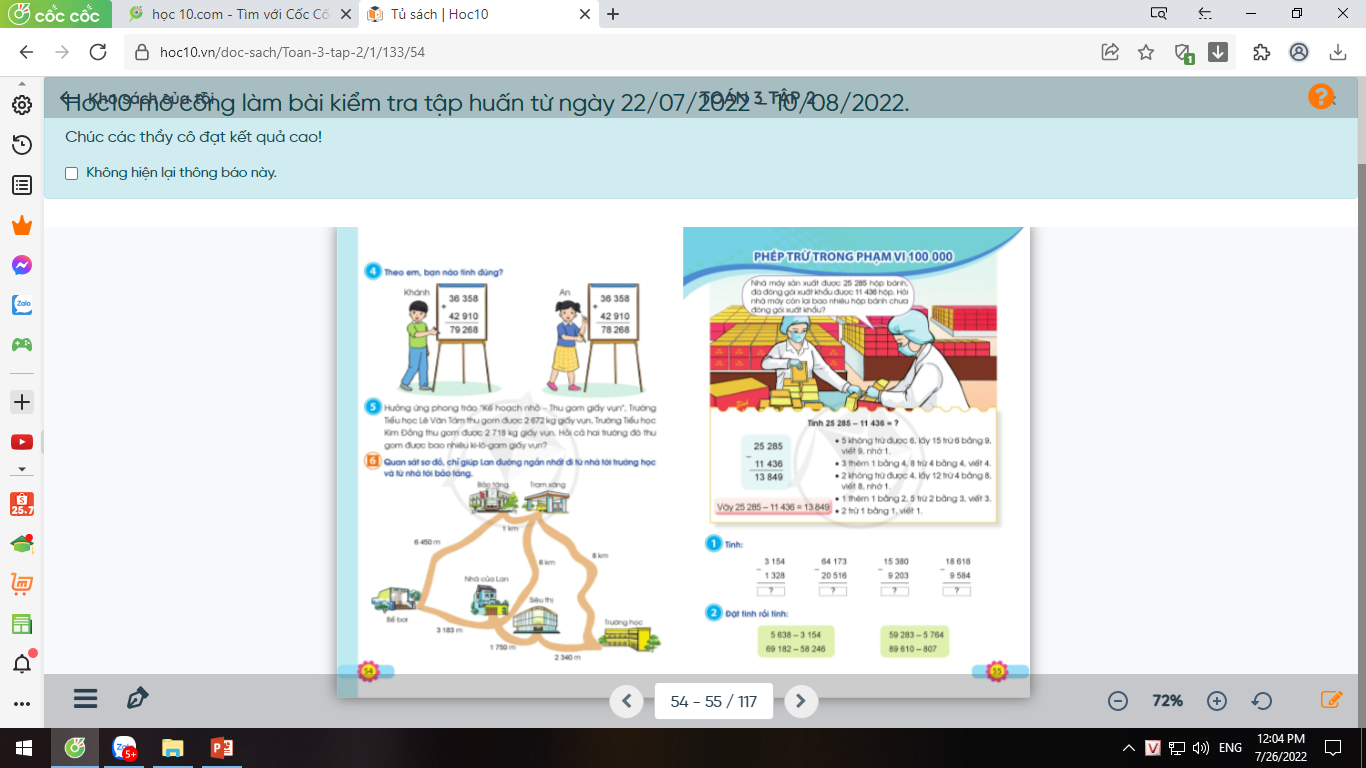 cốc cốc
học 10.com - Tìm với Cốc Cố
Tủ sách | Hoc10
hoc10.vn/doc-sach/Toan-3-tap-2/1/133/54
1
Kho sách của tôi
TOÁN 3 TẬP 2
Hoc10 mở cổng làm bài kiểm tra tập huấn từ ngày 22/07/2022 - 10/08/2022.
?
Chúc các thầy cô đạt kết quả cao!
Không hiện lại thông báo này.
Zalo
25.7
4 Theo em, bạn nào tính đúng?
Khánh
36 358
+
42 910
79 268
An
36 358
+
42 910
78 268
5 Hưởng ứng phong trào "Kế hoạch nhỏ – Thu gom giấy vụn", Trường
Tiểu học Lê Văn Tám thu gom được 2 672 kg giấy vụn, Trường Tiểu học
Kim Đồng thu gom được 2 718 kg giấy vụn. Hỏi cả hai trường đó thu
gom được bao nhiêu ki-lô-gam giấy vụn?
6 Quan sát sơ đồ, chỉ giúp Lan đường ngắn nhất đi từ nhà tới trường học
và từ nhà tới bảo tàng.
Bảo tàng
Trạm xăng
1 km
6 450 m
6 km
8 km
Nhà của Lan
Siêu thị
Bể bơi
Trường học
3 183 m
1 750 m
2 340 m
54
PHÉP TRỪ TRONG PHẠM VI 100 000
Nhà máy sản xuất được 25 285 hộp bánh,
đã đóng gói xuất khẩu được 11 436 hộp. Hỏi
nhà máy còn lại bao nhiêu hộp bánh chưa
đóng gói xuất khẩu?
Tính 25 285 – 11 436 = ?
25 285
–
11 436
13 849
• 5 không trừ được 6, lấy 15 trừ 6 bằng 9,
viết 9, nhớ 1.
• 3 thêm 1 bằng 4, 8 trừ 4 bằng 4, viết 4.
• 2 không trừ được 4, lấy 12 trừ 4 bằng 8,
viết 8, nhớ 1.
• 1 thêm 1 bằng 2, 5 trừ 2 bằng 3, viết 3.
• 2 trừ 1 bằng 1, viết 1.
Vậy 25 285 – 11 436 = 13 849
1 Tính:
3 154 64 173 15 380 18 618
– – – –
1 328 20 516 9 203 9 584
? ? ? ?
2 Đặt tính rồi tính:
5 638 – 3 154
69 182 – 58 246
59 283 – 5 764
89 610 – 807
55
54 - 55 / 117
72%
Zalo
5+
V
ENG
12:04 PM
7/26/2022